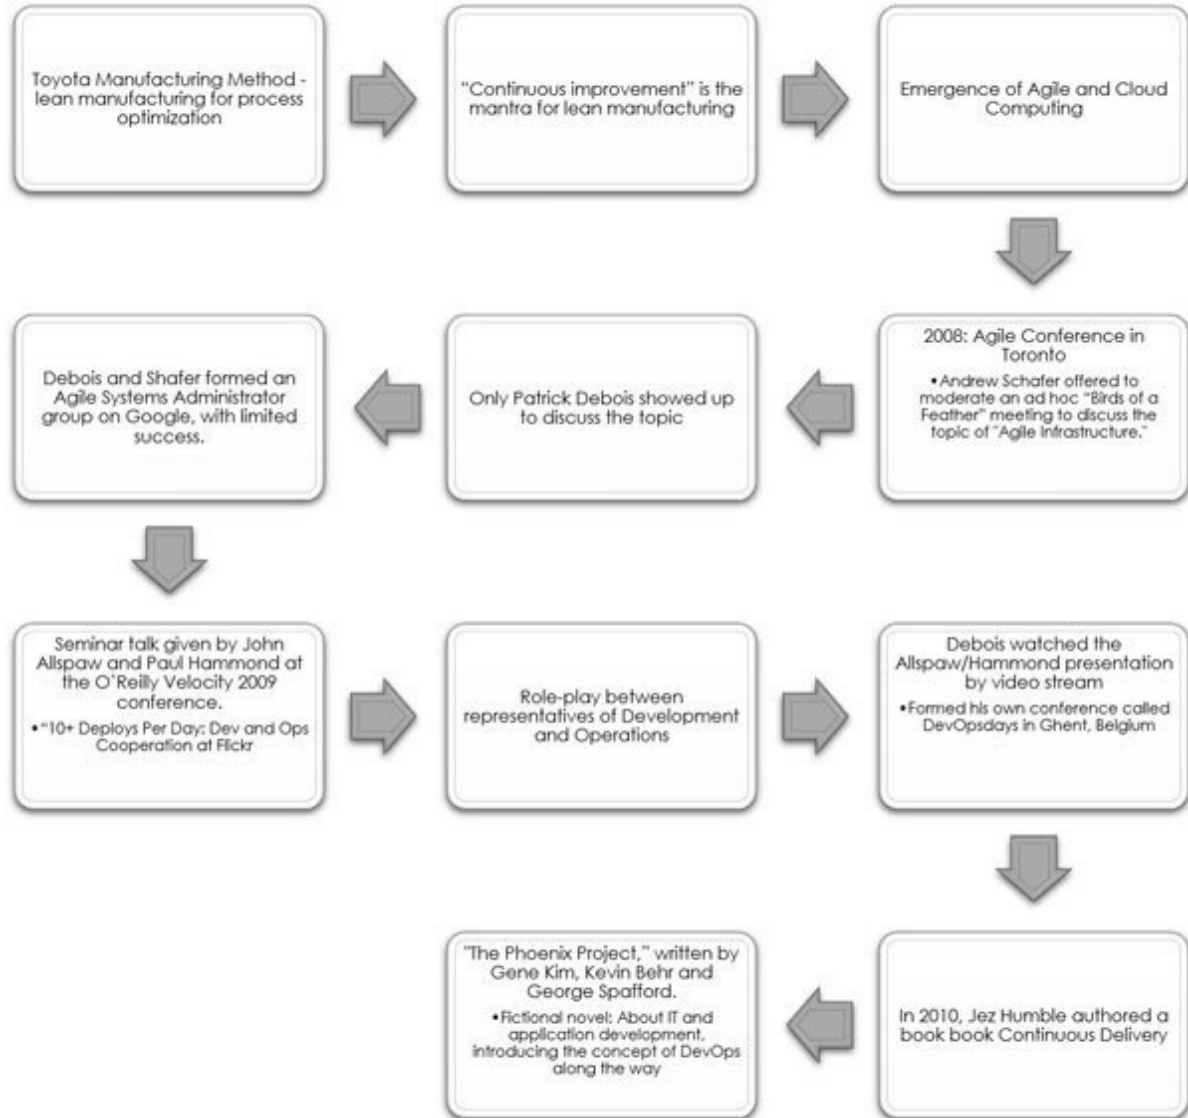 Toyota Manufacturing Method -
lean manufacturing for process
optimization
“Continuous improvement” is the
mantra for lean manufacturing
Emergence of Agile and Cloud
Computing
2008: Agile Conference in
Toronto
•Andrew Schafer offered to
moderate an ad hoc “Birds of a
Feather” meeting to discuss the
topic of "Agile Infrastructure."
Only Patrick Debois showed up
to discuss the topic
Debois and Shafer formed an
Agile Systems Administrator
group on Google, with limited
success.
Seminar talk given by John
Allspaw and Paul Hammond at
the O’Reilly Velocity 2009
conference.
•“10+ Deploys Per Day: Dev and Ops
Cooperation at Flickr
Role-play between
representatives of Development
and Operations
Debois watched the
Allspaw/Hammond presentation
by video stream
•Formed his own conference called
DevOpsdays in Ghent, Belgium
In 2010, Jez Humble authored a
book book Continuous Delivery
"The Phoenix Project,” written by
Gene Kim, Kevin Behr and
George Spafford.
•Fictional novel: About IT and
application development,
introducing the concept of DevOps
along the way